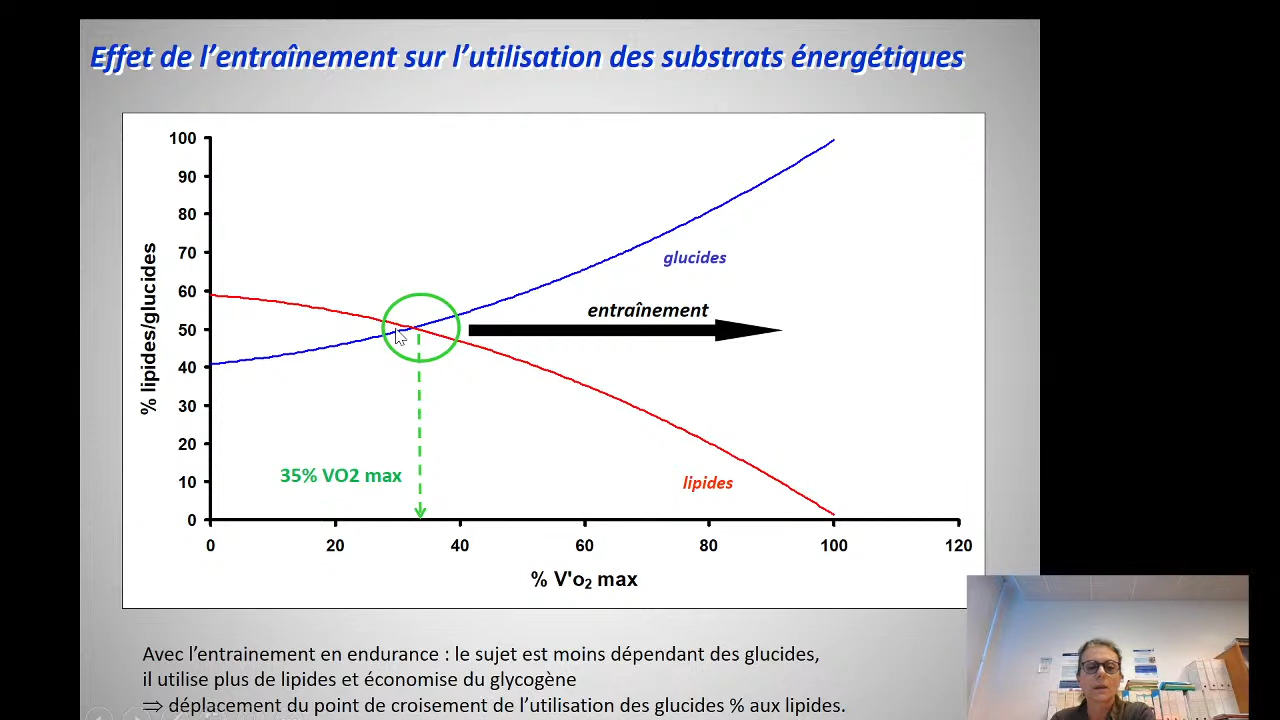 Effet de l’entraînement sur l’utilisation des substrats énergétiques
100
90
80
70
60
50
40
30
20
10
0
% lipides/glucides
glucides
entraînement
35% VO2 max
lipides
0 20 40 60 80 100 120
% V'o₂ max
Avec l’entrainement en endurance : le sujet est moins dépendant des glucides,
il utilise plus de lipides et économise du glycogène
⇒ déplacement du point de croisement de l’utilisation des glucides % aux lipides.